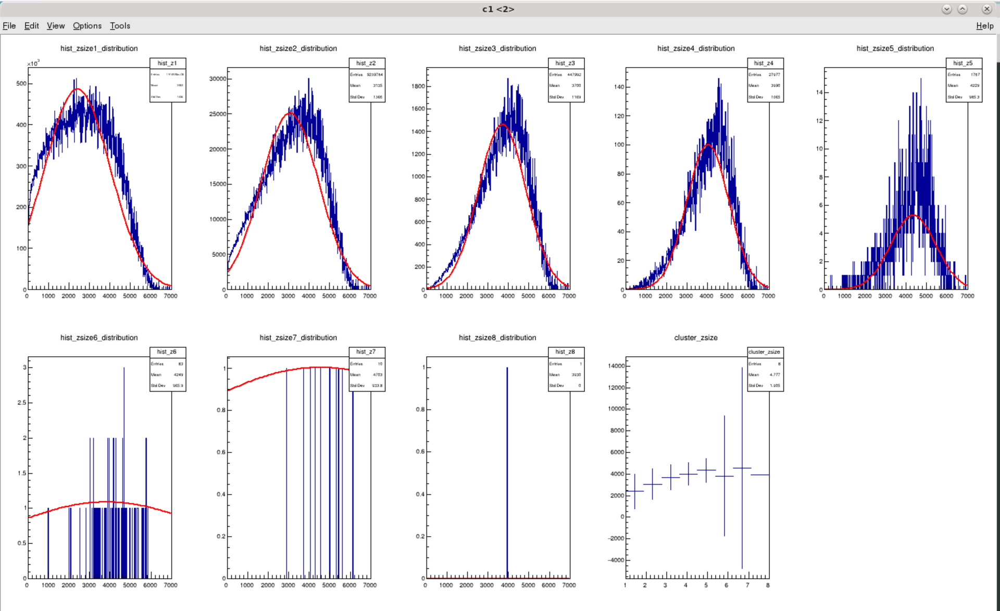 c1 <2>
File Edit View Options Tools Help
hist_zsize1_distribution
×10³
hist_z1
Entries
Mean
Std Dev
500
400
300
200
100
0
0 1000 2000 3000 4000 5000 6000 7000
hist_zsize2_distribution
hist_z2
Entries 9239784
Mean 3135
Std Dev 1366
30000
25000
20000
15000
10000
5000
0
0 1000 2000 3000 4000 5000 6000 7000
hist_zsize3_distribution
hist_z3
Entries 447992
Mean 3700
Std Dev 1169
1800
1600
1400
1200
1000
800
600
400
200
0
0 1000 2000 3000 4000 5000 6000 7000
hist_zsize4_distribution
hist_z4
Entries 27977
Mean 3990
Std Dev 1065
140
120
100
80
60
40
20
0
0 1000 2000 3000 4000 5000 6000 7000
hist_zsize5_distribution
hist_z5
Entries 1767
Mean 4229
Std Dev 985.3
14
12
10
8
6
4
2
0
0 1000 2000 3000 4000 5000 6000 7000
hist_zsize6_distribution
hist_z6
Entries 83
Mean 4249
Std Dev 965.9
3
2.5
2
1.5
1
0.5
0
0 1000 2000 3000 4000 5000 6000 7000
hist_zsize7_distribution
hist_z7
Entries 10
Mean 4703
Std Dev 933.8
1
0.8
0.6
0.4
0.2
0
0 1000 2000 3000 4000 5000 6000 7000
hist_zsize8_distribution
hist_z8
Entries 1
Mean 3930
Std Dev 0
1
0.8
0.6
0.4
0.2
0
0 1000 2000 3000 4000 5000 6000 7000
cluster_zsize
cluster_zsize
Entries 8
Mean 4.777
Std Dev 1.905
14000
12000
10000
8000
6000
4000
2000
0
−2000
−4000
1 2 3 4 5 6 7 8